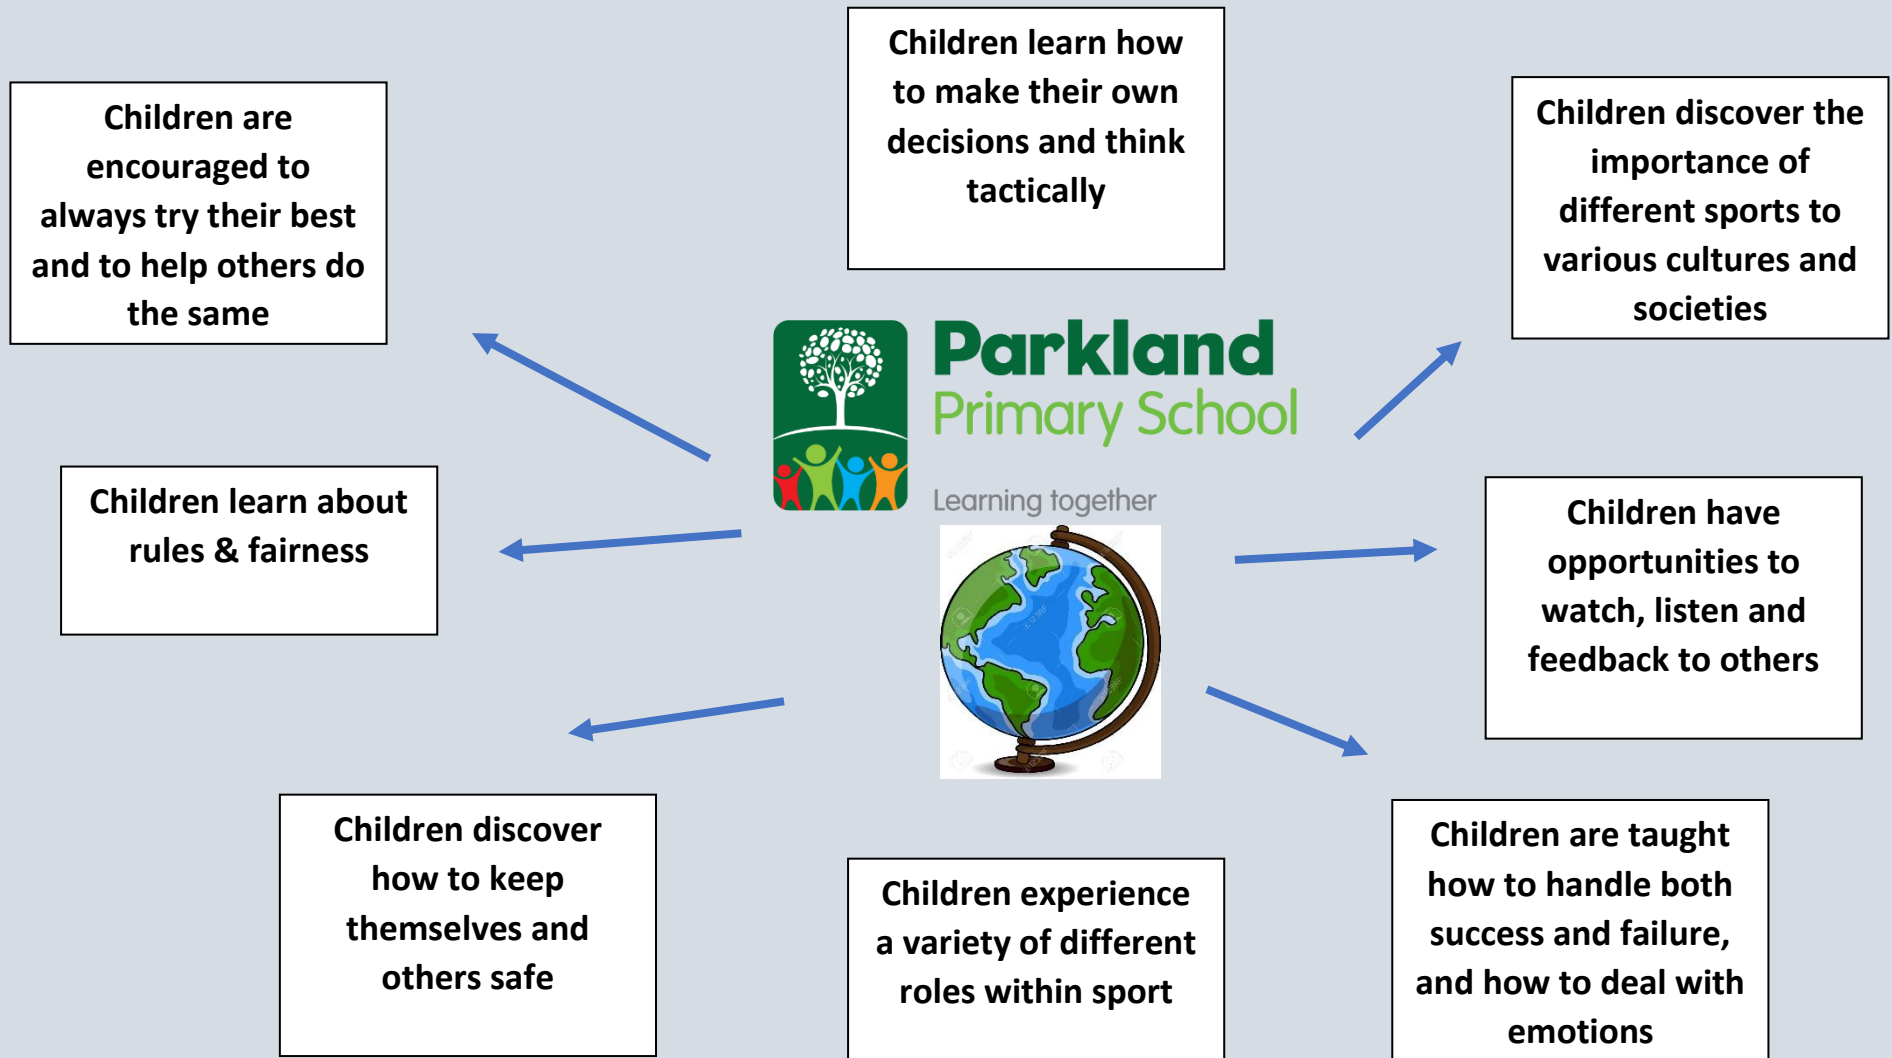 Children learn how
to make their own
decisions and think
tactically
Children are
encouraged to
always try their best
and to help others do
the same
Children discover the
importance of
different sports to
various cultures and
societies
Parkland
Primary School
Learning together
Children learn about
rules & fairness
Children have
opportunities to
watch, listen and
feedback to others
Children discover
how to keep
themselves and
others safe
Children experience
a variety of different
roles within sport
Children are taught
how to handle both
success and failure,
and how to deal with
emotions